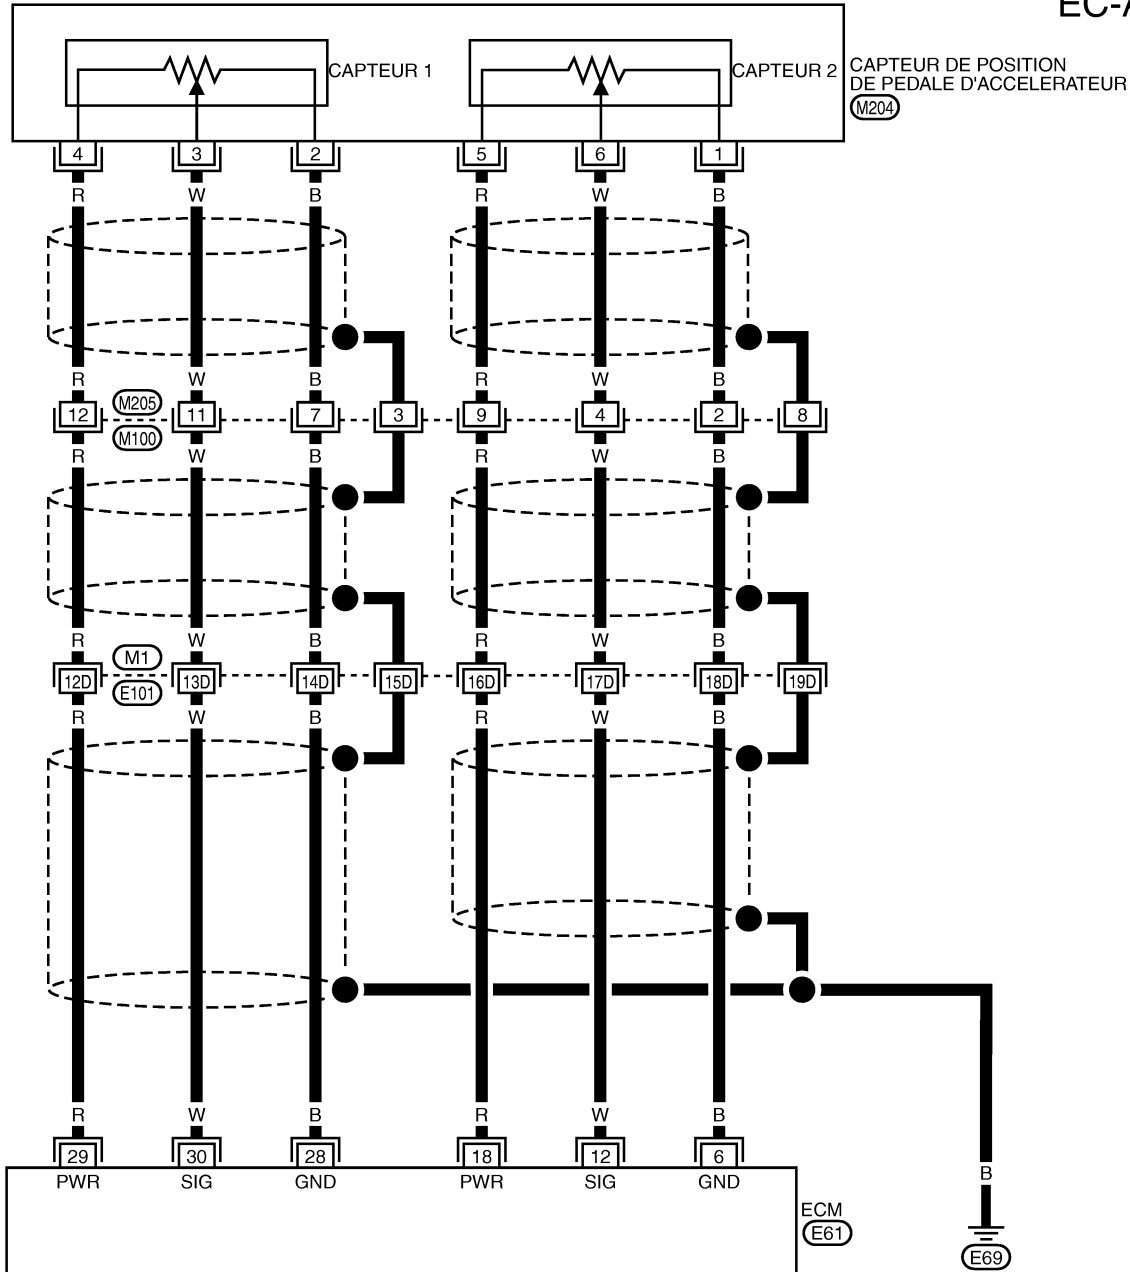 EC-A
CAPTEUR 1
CAPTEUR 2
CAPTEUR DE POSITION
DE PEDALE D'ACCELERATEUR
M204
4 3 2 5 6 1
R W B R W B
R W B R W B
M205
12 11 7 3 9 4 2 8
M100
R W B R W B
R W B R W B
M1
12D 13D 14D 15D 16D 17D 18D 19D
E101
R W B R W B
R W B R W B
29 30 28 18 12 6
PWR SIG GND PWR SIG GND
B
ECM
E61
E69